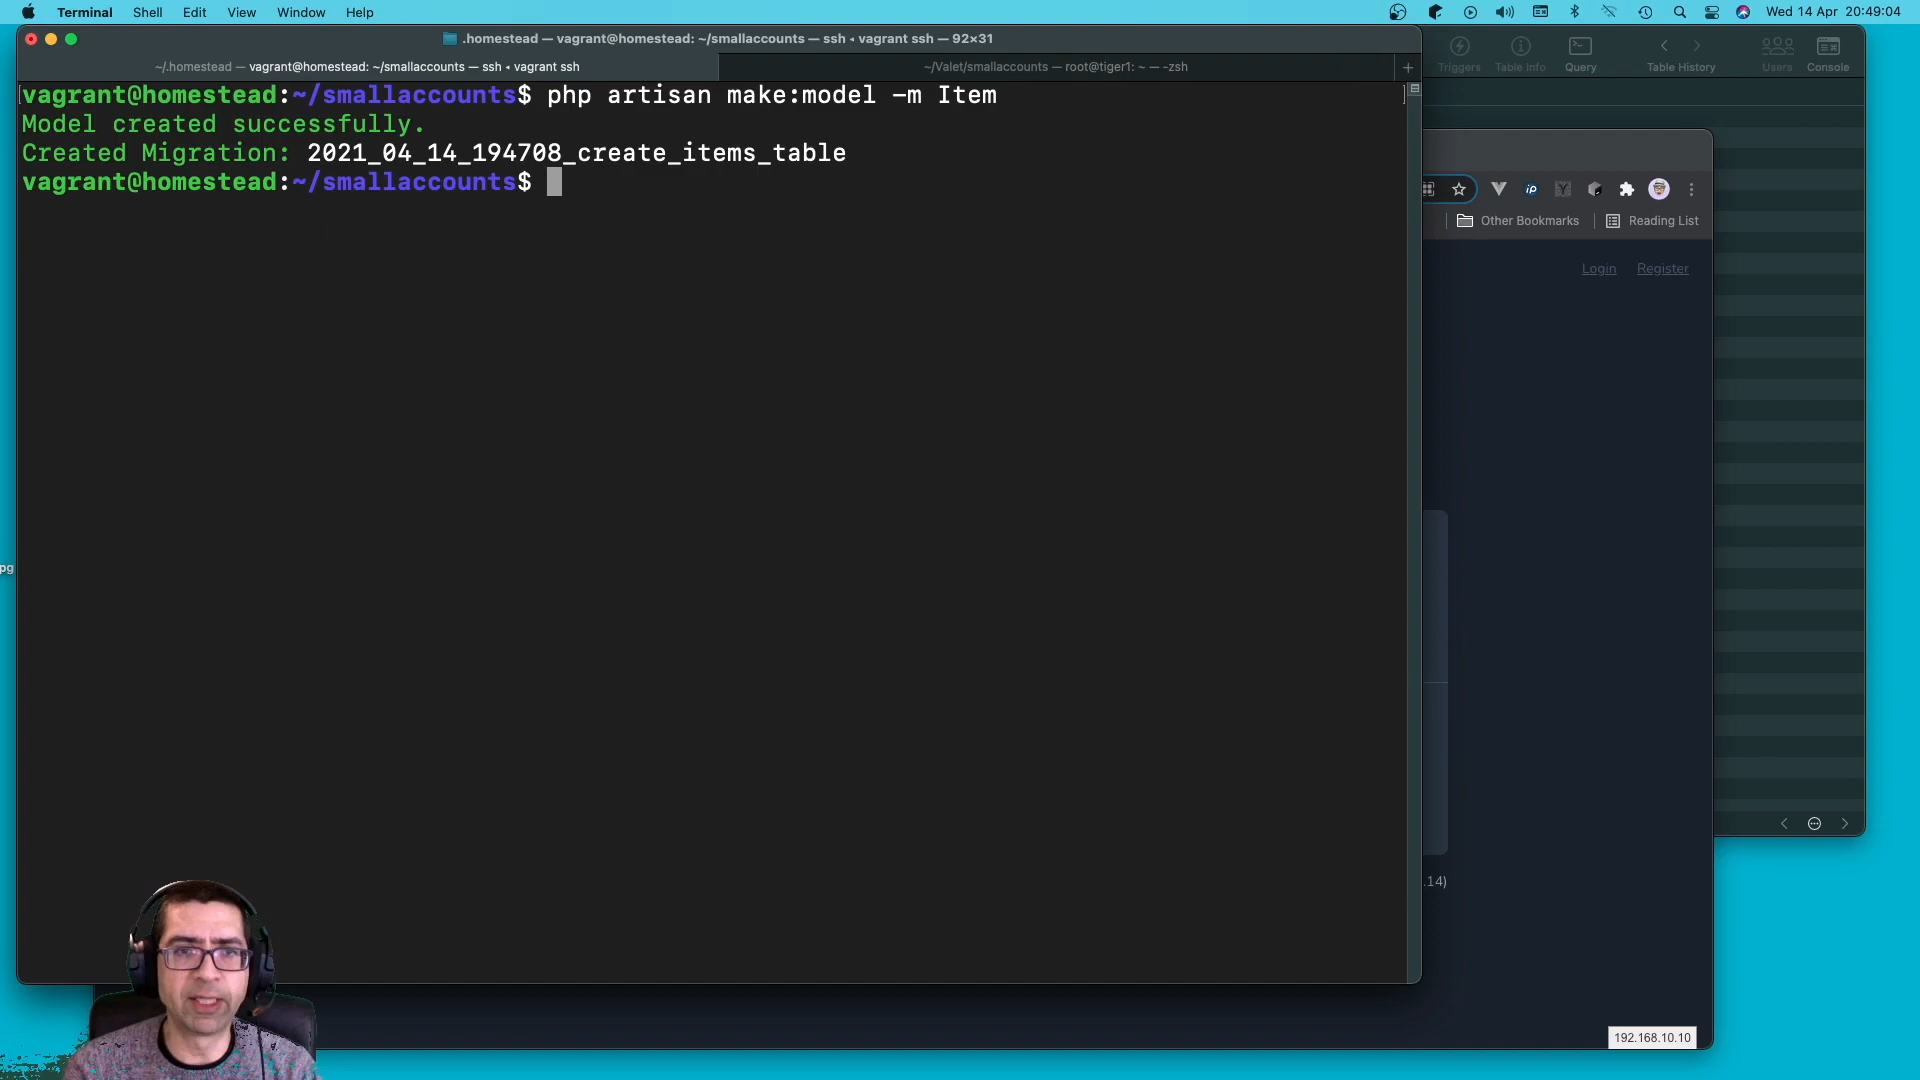 Terminal Shell Edit View Window Help
Wed 14 Apr 20:49:04
.homestead — vagrant@homestead: ~/smallaccounts — ssh ◂ vagrant ssh — 92×31
~/.homestead — vagrant@homestead: ~/smallaccounts — ssh ◂ vagrant ssh
~/Valet/smallaccounts — root@tiger1: ~ — -zsh
+
Triggers Table Info Query Table History Users Console
vagrant@homestead:~/smallaccounts$ php artisan make:model -m Item
Model created successfully.
Created Migration: 2021_04_14_194708_create_items_table
vagrant@homestead:~/smallaccounts$
Other Bookmarks Reading List
Login Register
pg
.14)
192.168.10.10